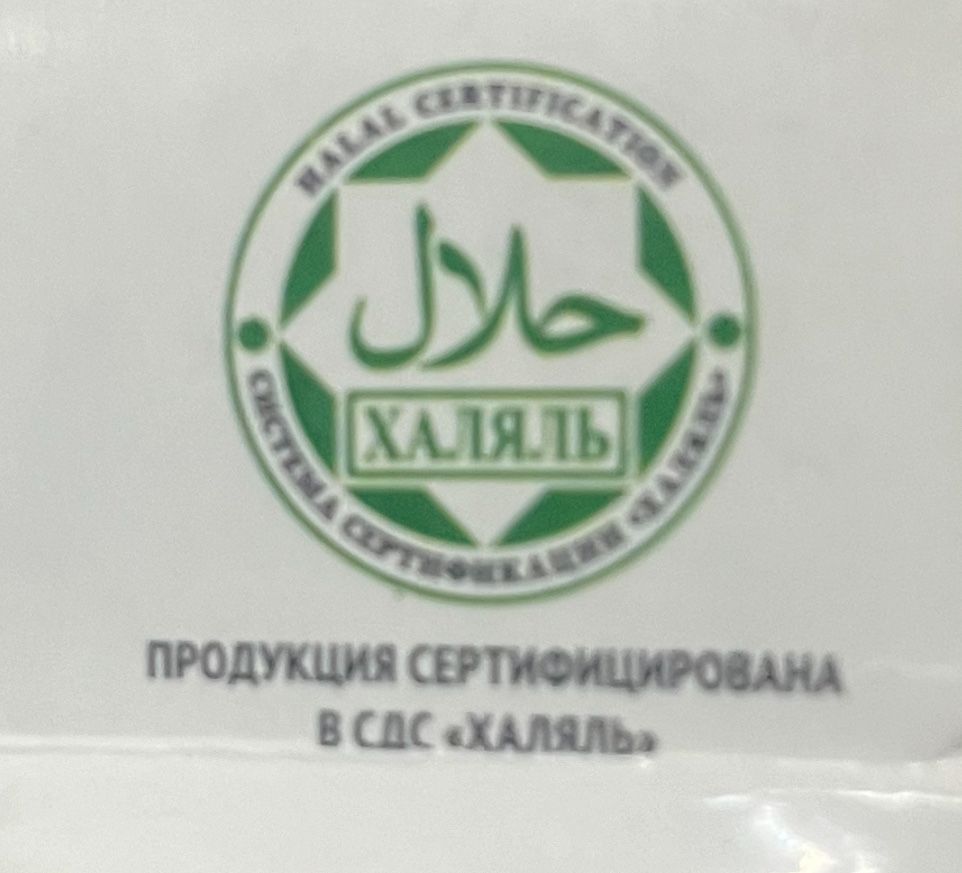 HALAL CERTIFICATION
حلال
ХАЛЯЛЬ
СИСТЕМА СЕРТИФИКАЦИИ «ХАЛЯЛЬ»
ПРОДУКЦИЯ СЕРТИФИЦИРОВАНА
В СДС «ХАЛЯЛЬ»